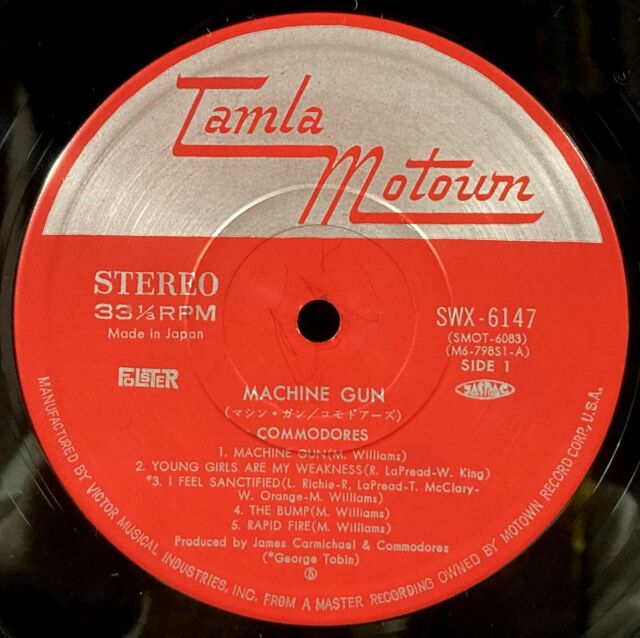 Tamla
Motown
STEREO
33⅓RPM
Made in Japan
FOLSTER
SWX-6147
(SMOT-6083)
(M6-798S1-A)
SIDE 1
JASRAC
MACHINE GUN
(マシン・ガン／コモドアーズ)
COMMODORES
1. MACHINE GUN(M. Williams)
2. YOUNG GIRLS ARE MY WEAKNESS(R. LaPread-W. King)
*3. I FEEL SANCTIFIED(L. Richie-R, LaPread-T. McClary-
W. Orange-M. Williams)
4. THE BUMP(M. Williams)
5. RAPID FIRE(M. Williams)
Produced by James Carmichael & Commodores
(*George Tobin)
Ⓢ
MANUFACTURED BY VICTOR MUSICAL INDUSTRIES, INC. FROM A MASTER RECORDING OWNED BY MOTOWN RECORD CORP, U.S.A.